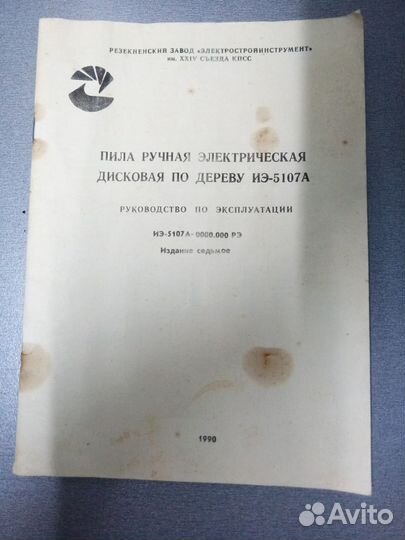 РЕЗЕКНЕНСКИЙ ЗАВОД «ЭЛЕКТРОСТРОЙИНСТРУМЕНТ»
им. XXIV СЪЕЗДА КПСС
ПИЛА РУЧНАЯ ЭЛЕКТРИЧЕСКАЯ
ДИСКОВАЯ ПО ДЕРЕВУ ИЭ-5107А
РУКОВОДСТВО ПО ЭКСПЛУАТАЦИИ
ИЭ-5107А-0000.000 РЭ
Издание седьмое
1990
Avito